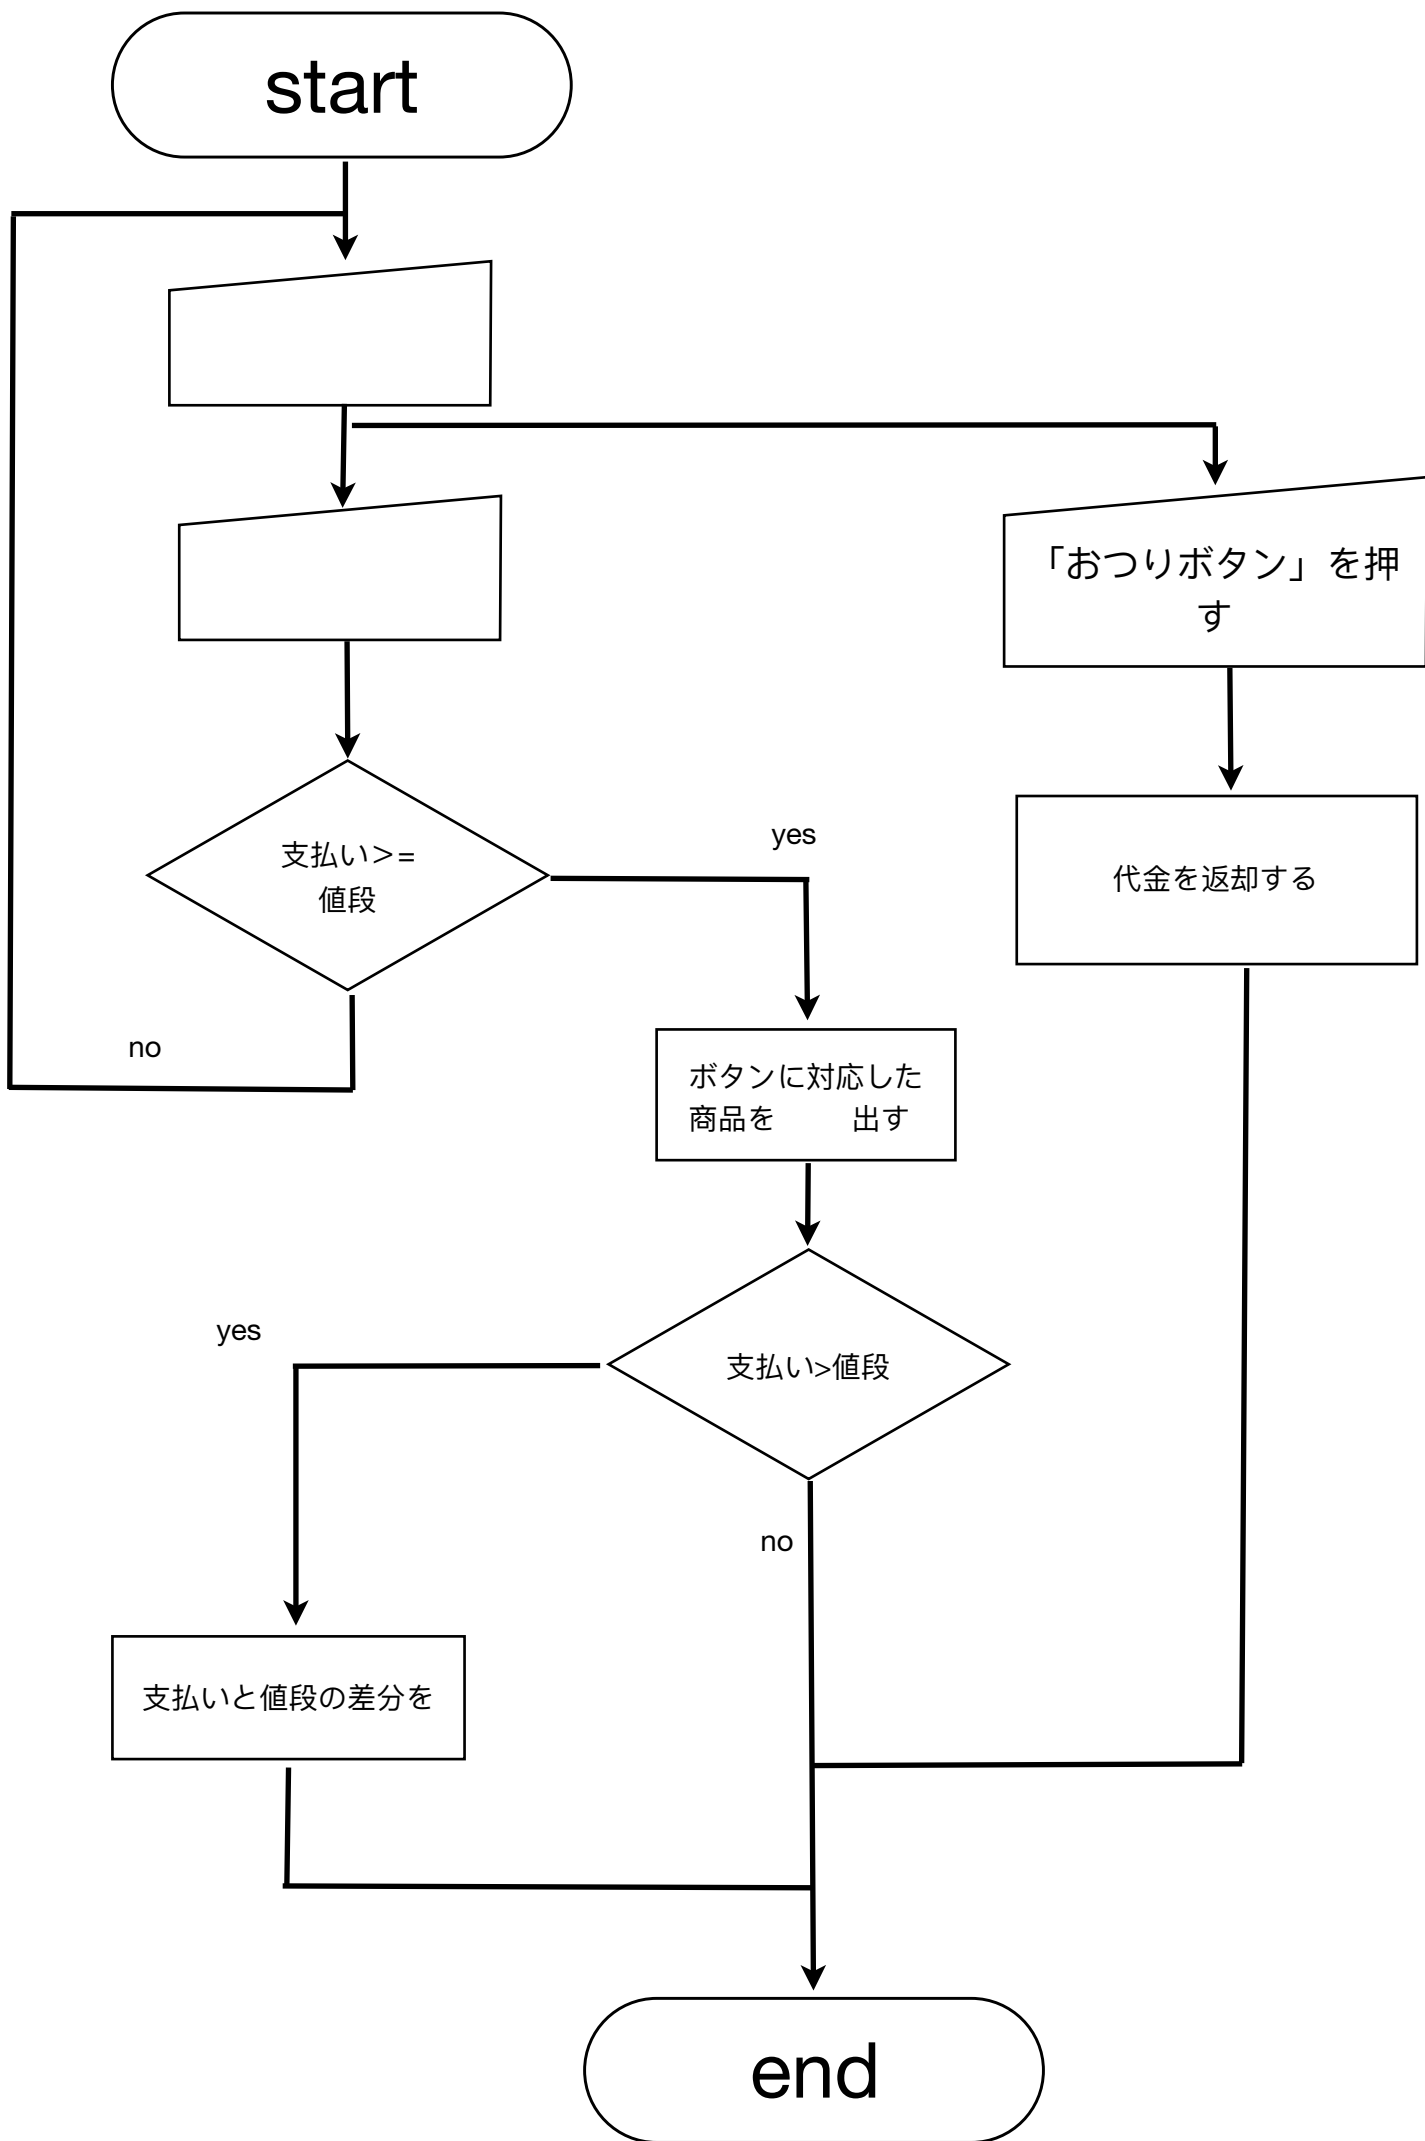 start
「おつりボタン」を押
す
yes
支払い＞=
値段
代金を返却する
no
ボタンに対応した
商品を　　出す
yes
支払い>値段
no
支払いと値段の差分を
end